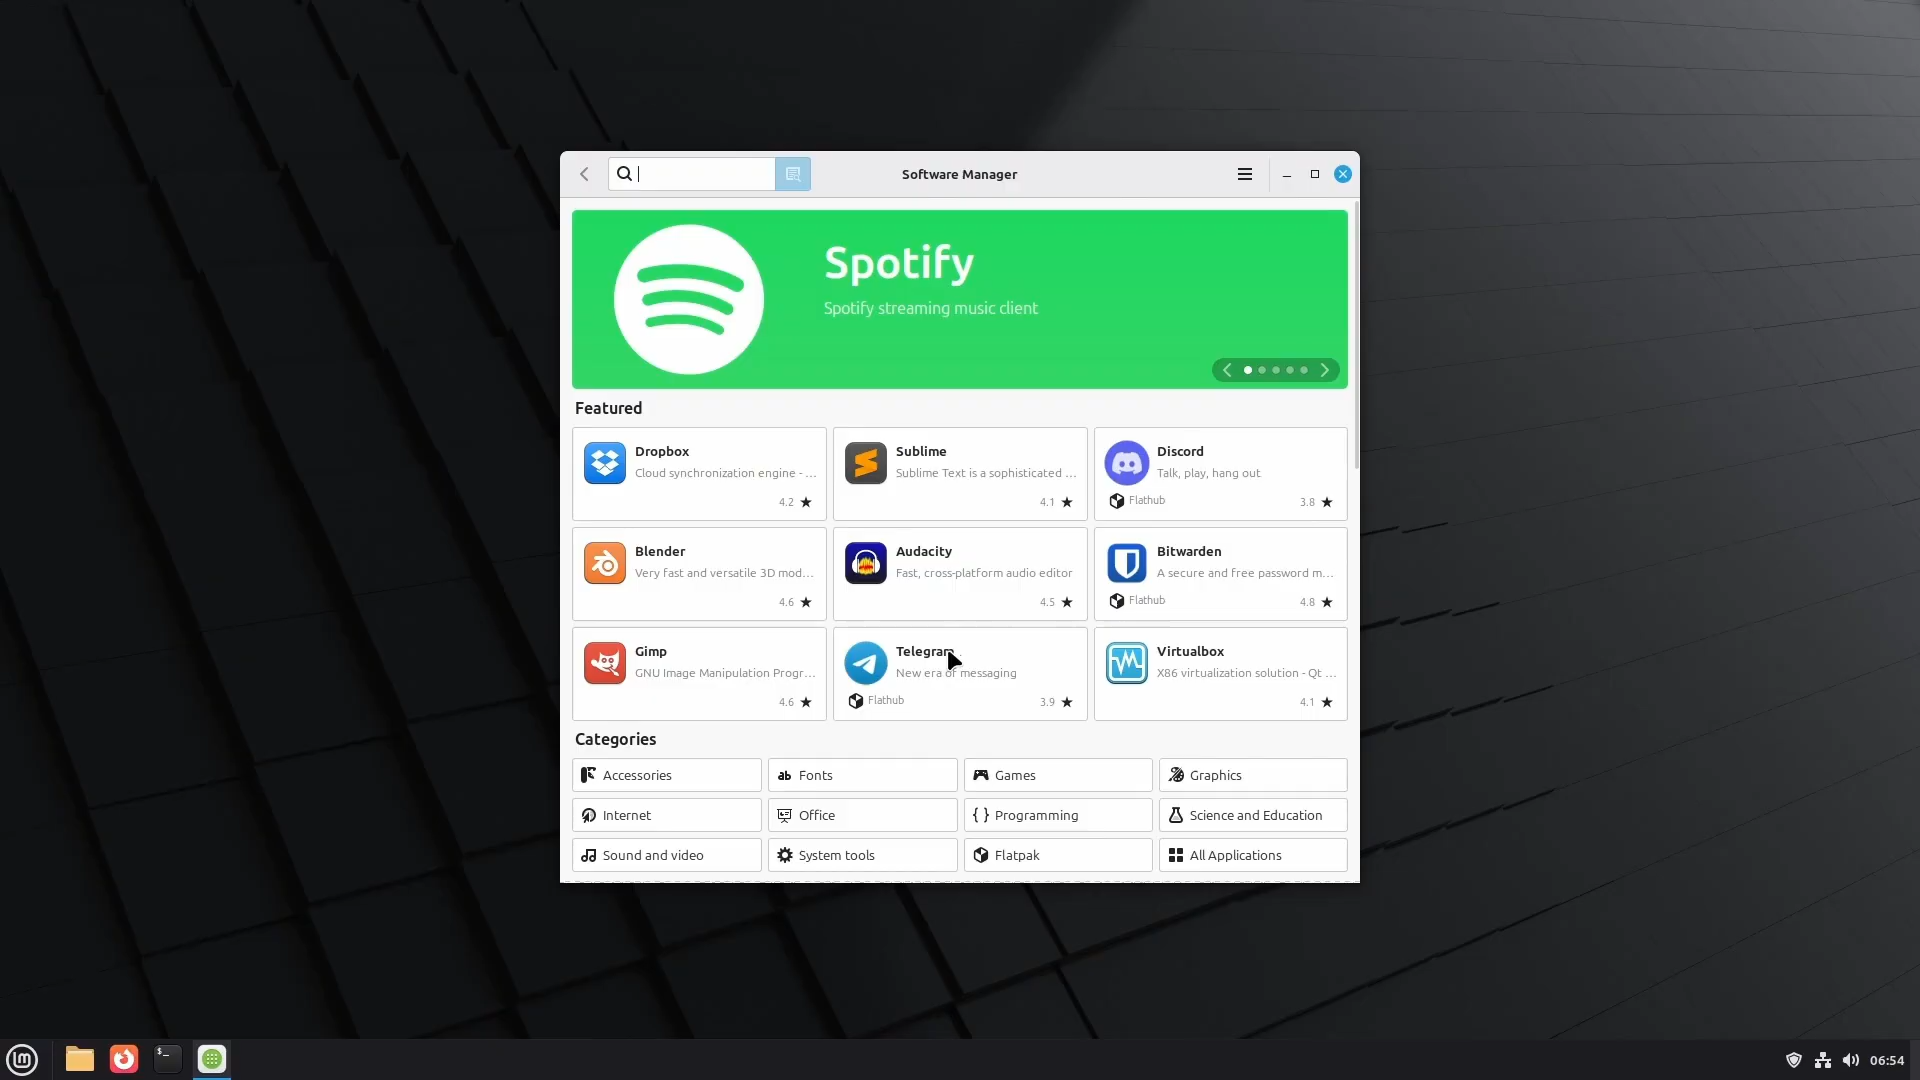 Software Manager
Spotify
Spotify streaming music client
Featured
Dropbox
Cloud synchronization engine - ...
4.2 ★
Sublime
Sublime Text is a sophisticated ...
4.1 ★
Discord
Talk, play, hang out
Flathub
3.8 ★
Blender
Very fast and versatile 3D mod...
4.6 ★
Audacity
Fast, cross-platform audio editor
4.5 ★
Bitwarden
A secure and free password m...
Flathub
4.8 ★
Gimp
GNU Image Manipulation Progr...
4.6 ★
Telegram
New era of messaging
Flathub
3.9 ★
Virtualbox
X86 virtualization solution - Qt ...
4.1 ★
Categories
Accessories
ab Fonts
Games
Graphics
Internet
Office
{ } Programming
Science and Education
Sound and video
System tools
Flatpak
All Applications
lm
$_
06:54